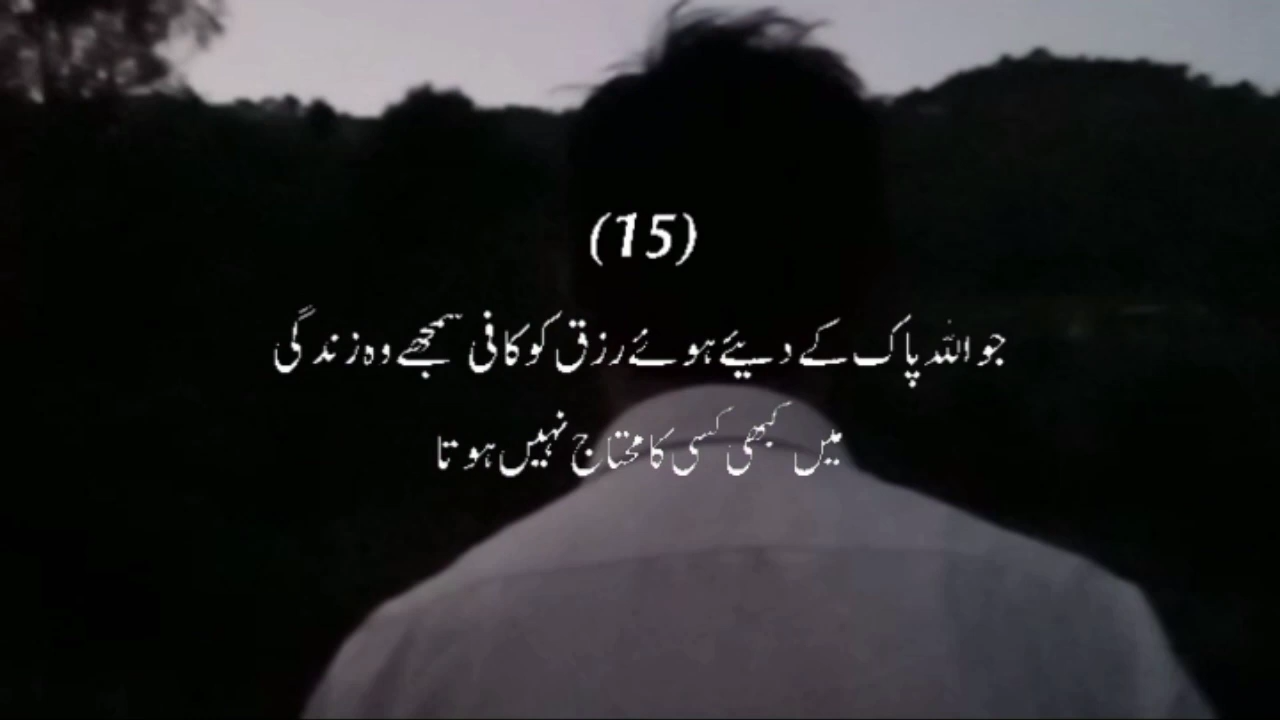 (15)
جو اللہ پاک کے دیئے ہوئے رزق کو کافی سمجھے وہ زندگی
میں کبھی کسی کا محتاج نہیں ہوتا